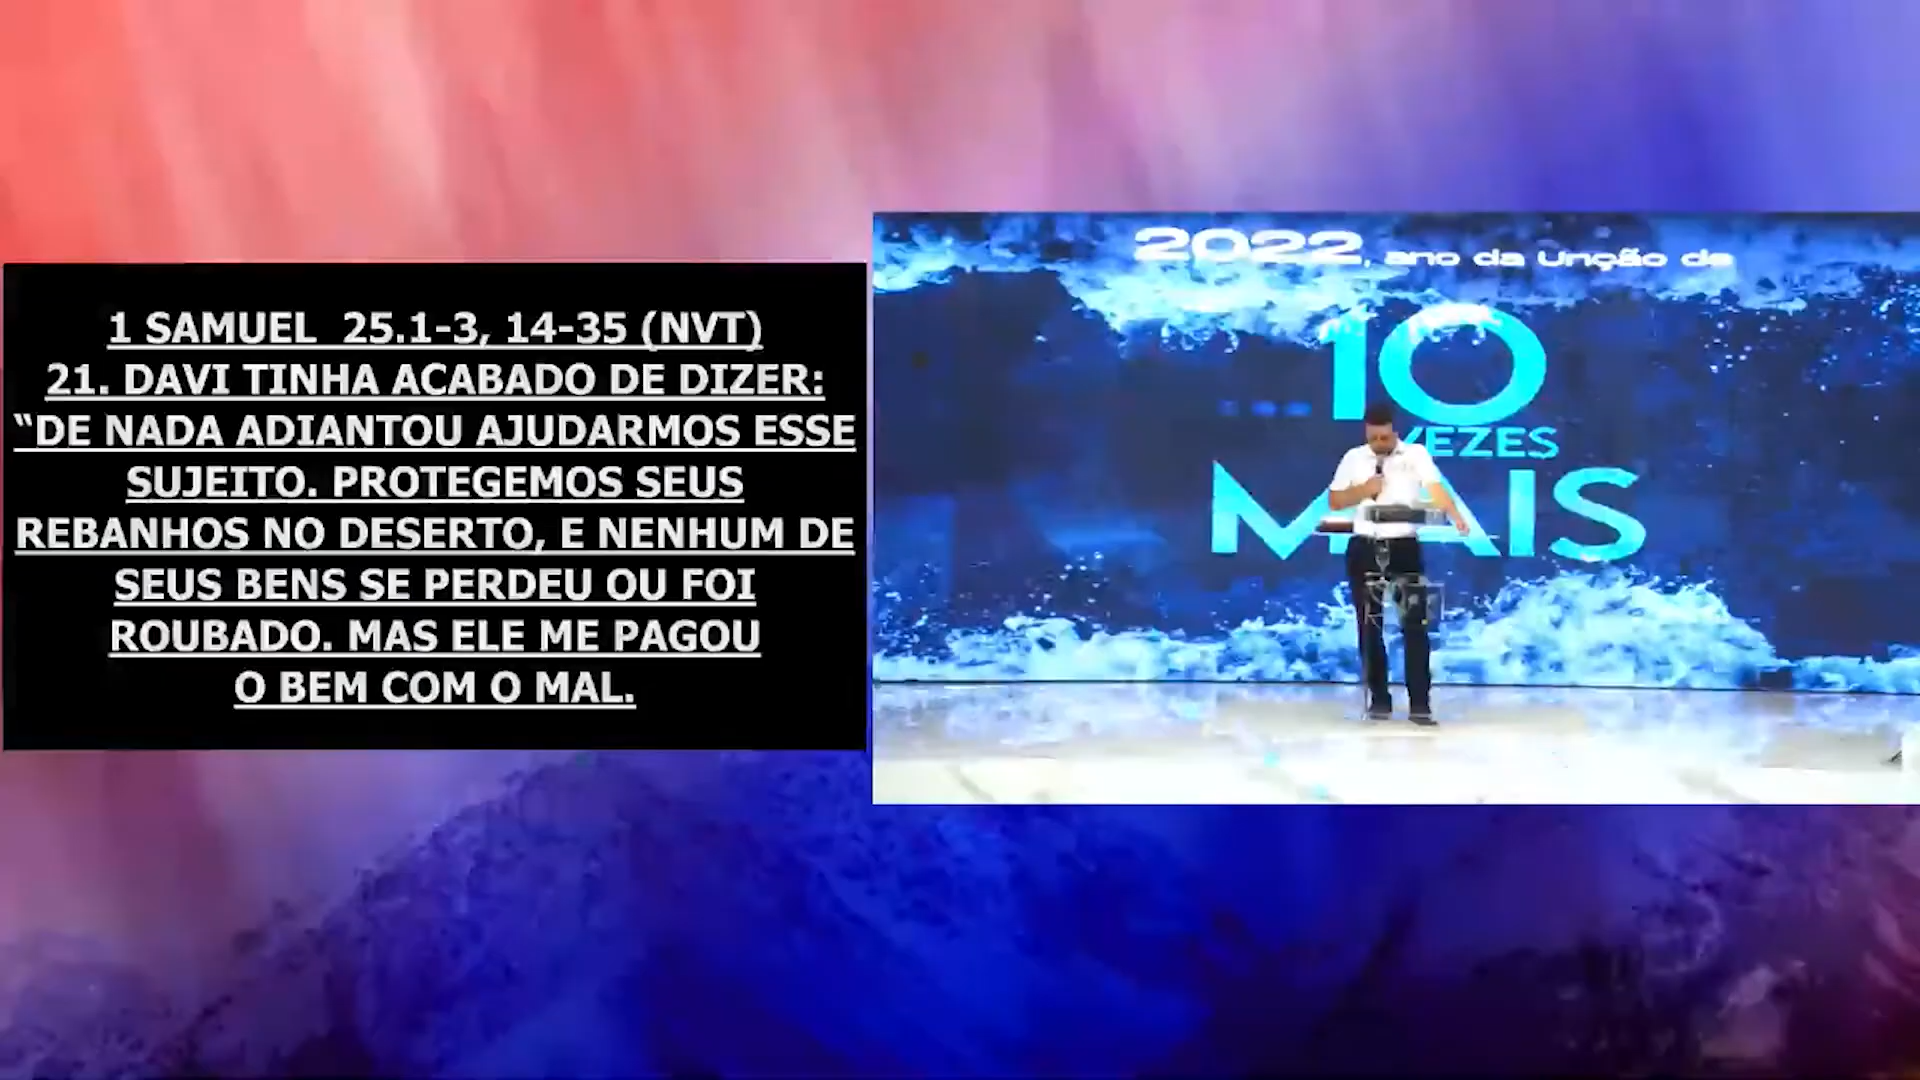 1 SAMUEL 25.1-3, 14-35 (NVT)
21. DAVI TINHA ACABADO DE DIZER:
“DE NADA ADIANTOU AJUDARMOS ESSE
SUJEITO. PROTEGEMOS SEUS
REBANHOS NO DESERTO, E NENHUM DE
SEUS BENS SE PERDEU OU FOI
ROUBADO. MAS ELE ME PAGOU
O BEM COM O MAL.
2022, ano da Unção de
10
VEZES
MAIS